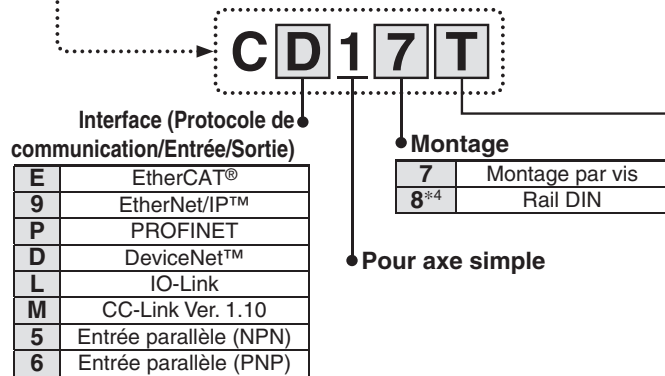 C D 1 7 T
Interface (Protocole de
communication/Entrée/Sortie)
E EtherCAT®
9 EtherNet/IP™
P PROFINET
D DeviceNet™
L IO-Link
M CC-Link Ver. 1.10
5 Entrée parallèle (NPN)
6 Entrée parallèle (PNP)
Montage
7 Montage par vis
8*4 Rail DIN
Pour axe simple